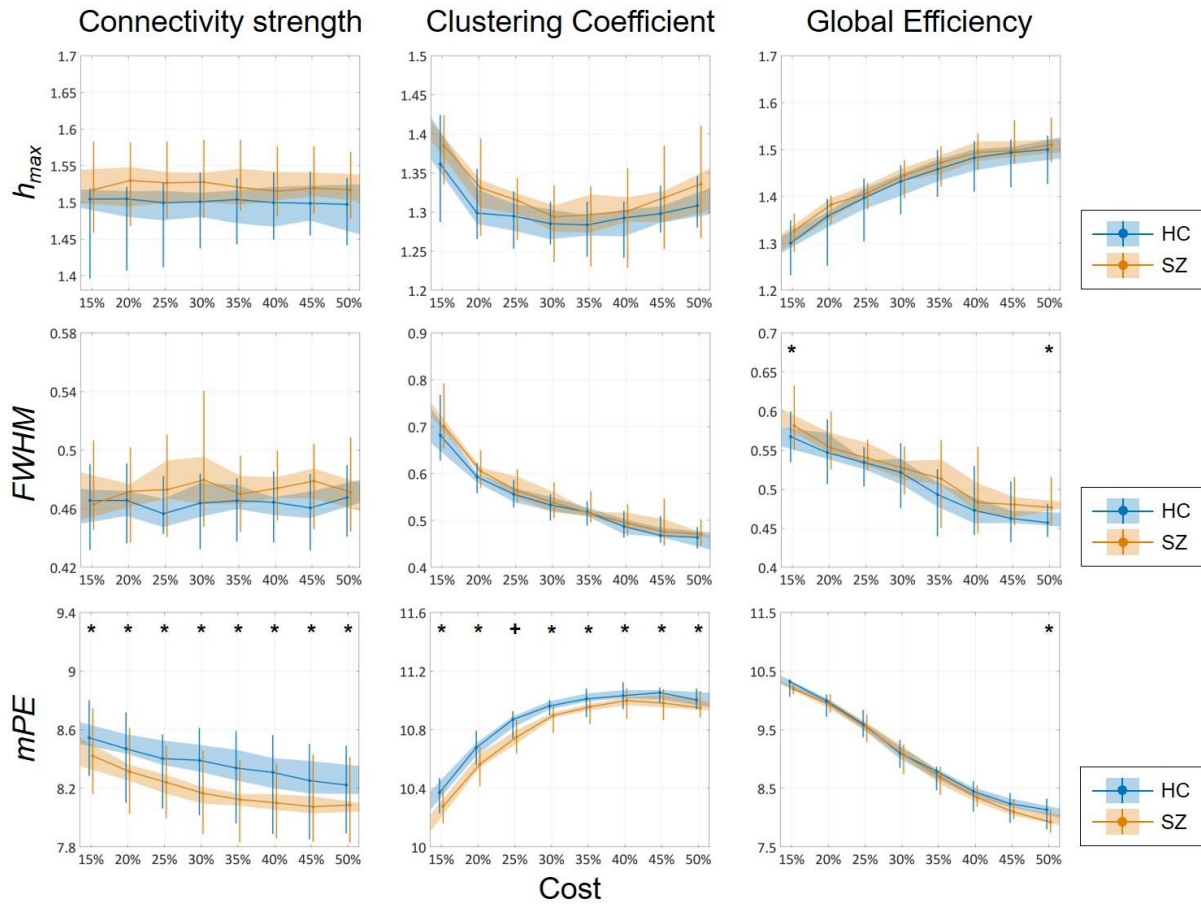 Connectivity strength Clustering Coefficient Global Efficiency
hmax
1.7
1.65
1.6
1.55
1.5
1.45
1.4
15% 20% 25% 30% 35% 40% 45% 50%
1.5
1.4
1.3
1.2
15% 20% 25% 30% 35% 40% 45% 50%
1.6
1.5
1.4
1.3
1.2
15% 20% 25% 30% 35% 40% 45% 50%
HC
SZ
FWHM
0.58
0.54
0.5
0.46
0.42
15% 20% 25% 30% 35% 40% 45% 50%
0.9
0.8
0.7
0.6
0.5
0.4
15% 20% 25% 30% 35% 40% 45% 50%
0.7
0.65
0.6
0.55
0.5
0.45
0.4
* *
15% 20% 25% 30% 35% 40% 45% 50%
HC
SZ
mPE
9.4
9
8.6
8.2
7.8
* * * * * * * *
15% 20% 25% 30% 35% 40% 45% 50%
11.6
11.2
10.8
10.4
10
* * + * * * * *
15% 20% 25% 30% 35% 40% 45% 50%
11.5
10.5
9.5
8.5
7.5
*
15% 20% 25% 30% 35% 40% 45% 50%
HC
SZ
Cost